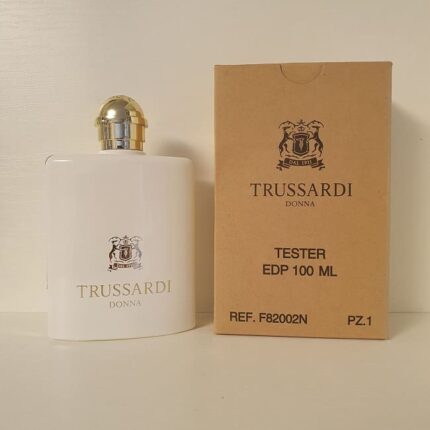 TRUSSARDI
DONNA
TRUSSARDI
DONNA
TESTER
EDP 100 ML
REF. F82002N PZ.1